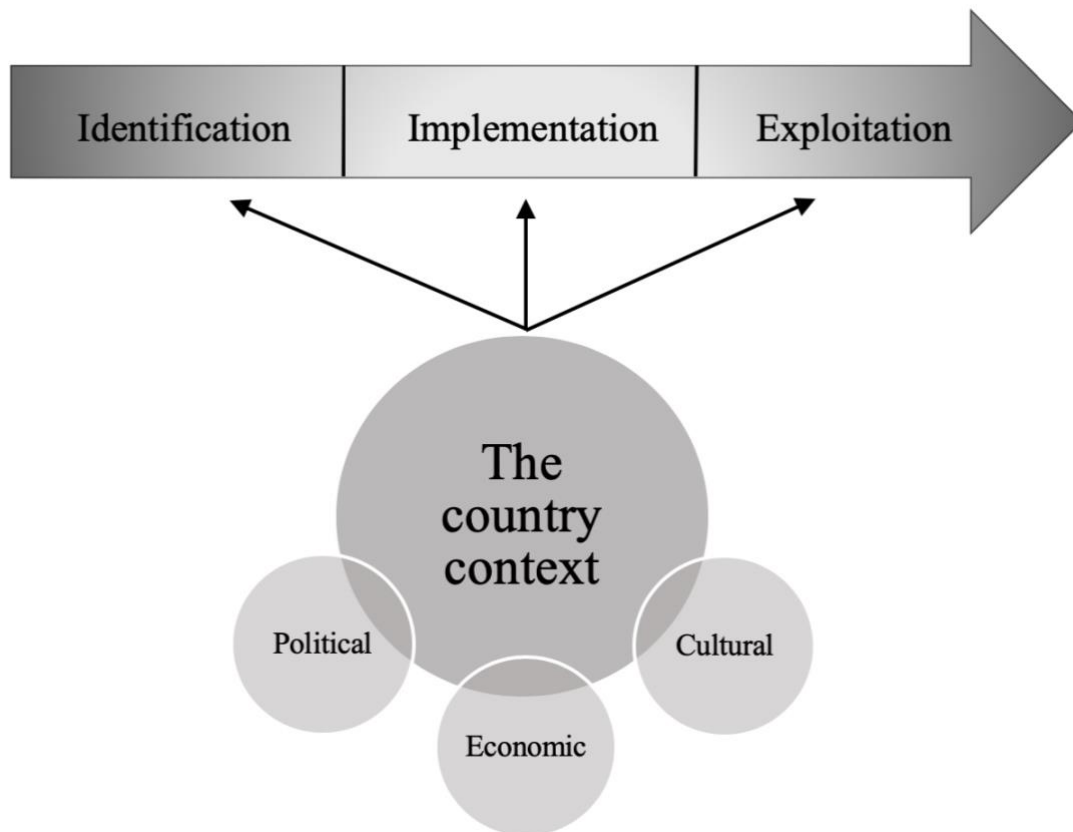 Identification
Implementation
Exploitation
The
country
context
Political
Cultural
Economic